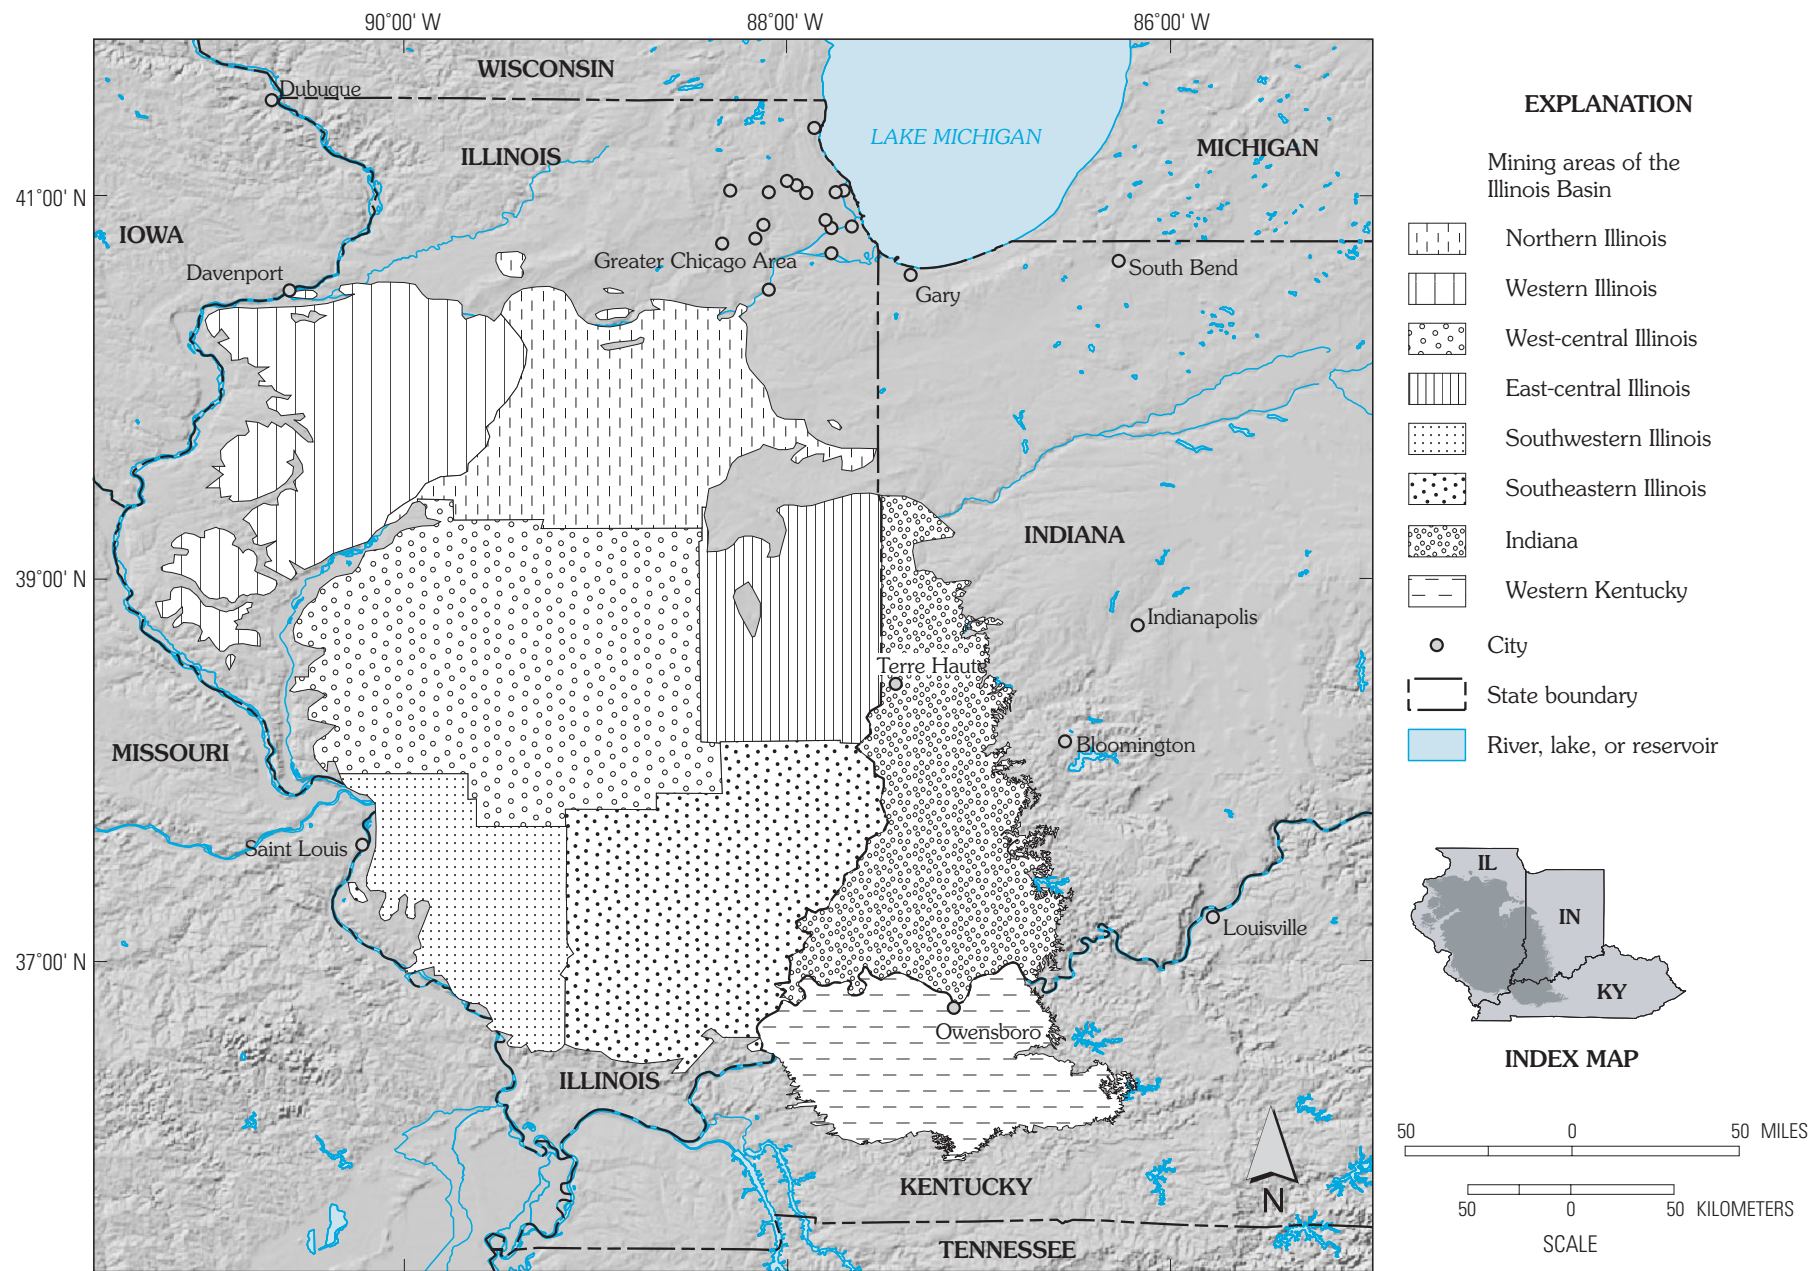 90°00' W
88°00' W
86°00' W
WISCONSIN
Dubuque
LAKE MICHIGAN
ILLINOIS
MICHIGAN
41°00' N
IOWA
Davenport
Greater Chicago Area
South Bend
Gary
INDIANA
39°00' N
Indianapolis
Terre Haute
MISSOURI
Bloomington
Saint Louis
Louisville
37°00' N
Owensboro
ILLINOIS
KENTUCKY
N
TENNESSEE
EXPLANATION
Mining areas of the
Illinois Basin
Northern Illinois
Western Illinois
West-central Illinois
East-central Illinois
Southwestern Illinois
Southeastern Illinois
Indiana
Western Kentucky
City
State boundary
River, lake, or reservoir
IL
IN
KY
INDEX MAP
50 0 50 MILES
50 0 50 KILOMETERS
SCALE